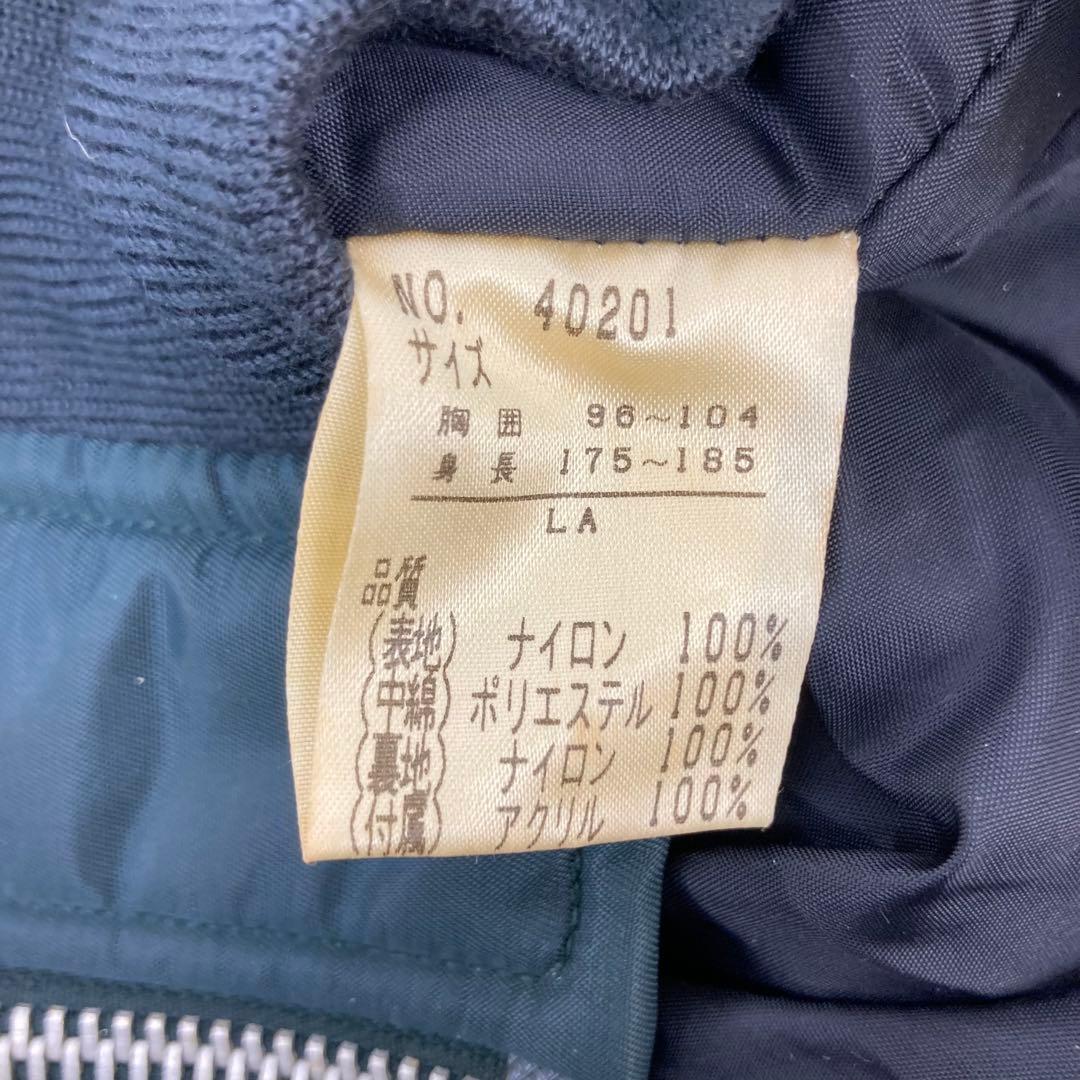 NO. 40201
サイズ
胸囲 96~104
身長 175~185
LA
品質
(表地) ナイロン 100%
(中綿) ポリエステル 100%
(裏地) ナイロン 100%
(付属) アクリル 100%